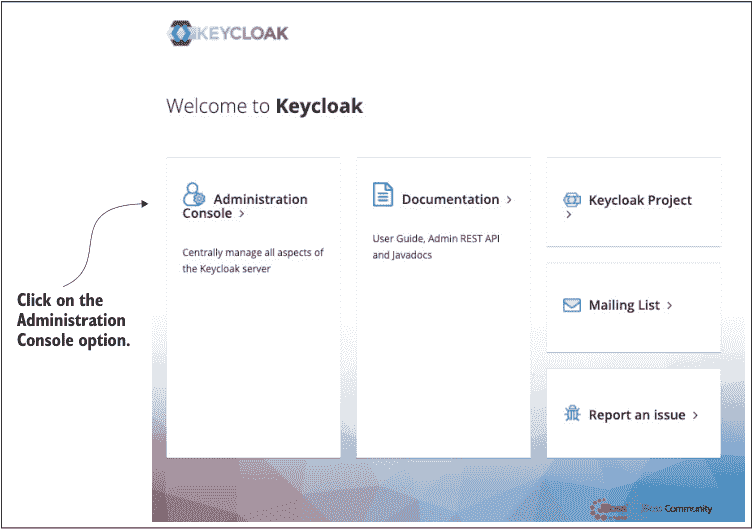 KEYCLOAK
Welcome to Keycloak
Administration
Console >
Centrally manage all aspects of
the Keycloak server
Documentation >
User Guide, Admin REST API
and Javadocs
Keycloak Project
>
Mailing List >
Report an issue >
Click on the
Administration
Console option.
Community